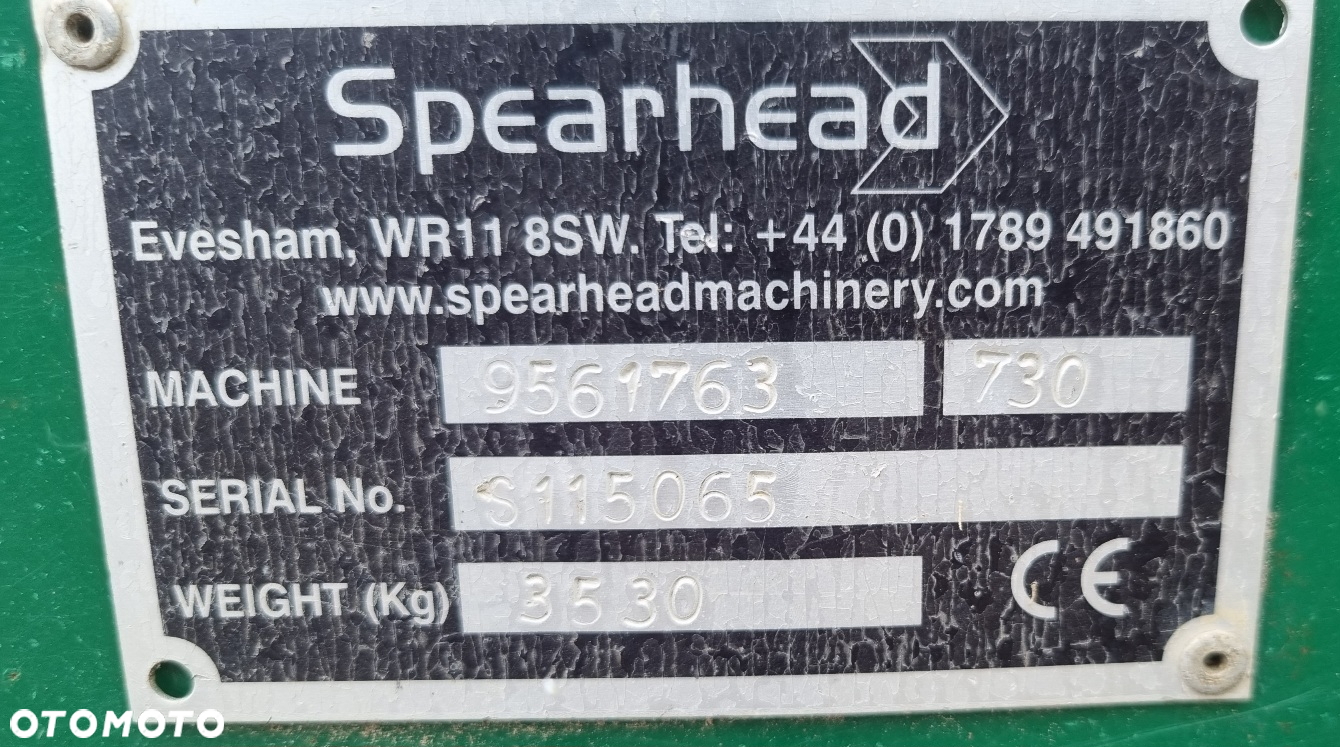 Spearhead
Evesham, WR11 8SW. Tel: +44 (0) 1789 491860
www.spearheadmachinery.com
MACHINE 9561763 730
SERIAL No. S115065
WEIGHT (Kg) 3530 CE
OTOMOTO